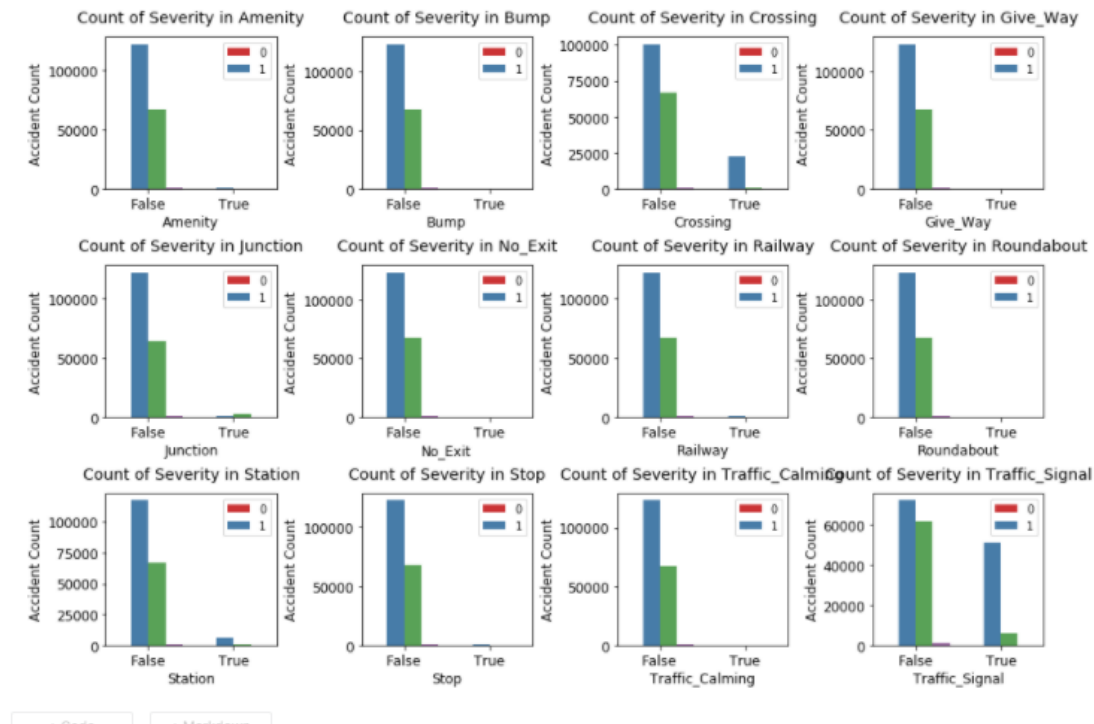 Count of Severity in Amenity
Count of Severity in Bump
Count of Severity in Crossing
Count of Severity in Give_Way
Accident Count
100000
50000
0
0
1
False
True
Amenity
Accident Count
100000
50000
0
0
1
False
True
Bump
Accident Count
100000
75000
50000
25000
0
0
1
False
True
Crossing
Accident Count
100000
50000
0
0
1
False
True
Give_Way
Count of Severity in Junction
Count of Severity in No_Exit
Count of Severity in Railway
Count of Severity in Roundabout
Accident Count
100000
50000
0
0
1
False
True
Junction
Accident Count
100000
50000
0
0
1
False
True
No_Exit
Accident Count
100000
50000
0
0
1
False
True
Railway
Accident Count
100000
50000
0
0
1
False
True
Roundabout
Count of Severity in Station
Count of Severity in Stop
Count of Severity in Traffic_Calming
Count of Severity in Traffic_Signal
Accident Count
100000
75000
50000
25000
0
0
1
False
True
Station
Accident Count
100000
50000
0
0
1
False
True
Stop
Accident Count
100000
50000
0
0
1
False
True
Traffic_Calming
Accident Count
60000
40000
20000
0
0
1
False
True
Traffic_Signal